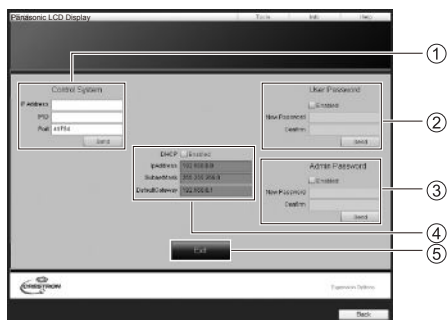 Panasonic LCD Display
Tools Info Help
①
Control System
IP Address
IPID
Port
Send
User Password
Enabled
New Password
Confirm
Send
②
DHCP Enabled
IpAddress
SubnetMask
DefaultGateway
Admin Password
Enabled
New Password
Confirm
Send
③
④
Exit
⑤
CRESTRON
Expansion Options
Back